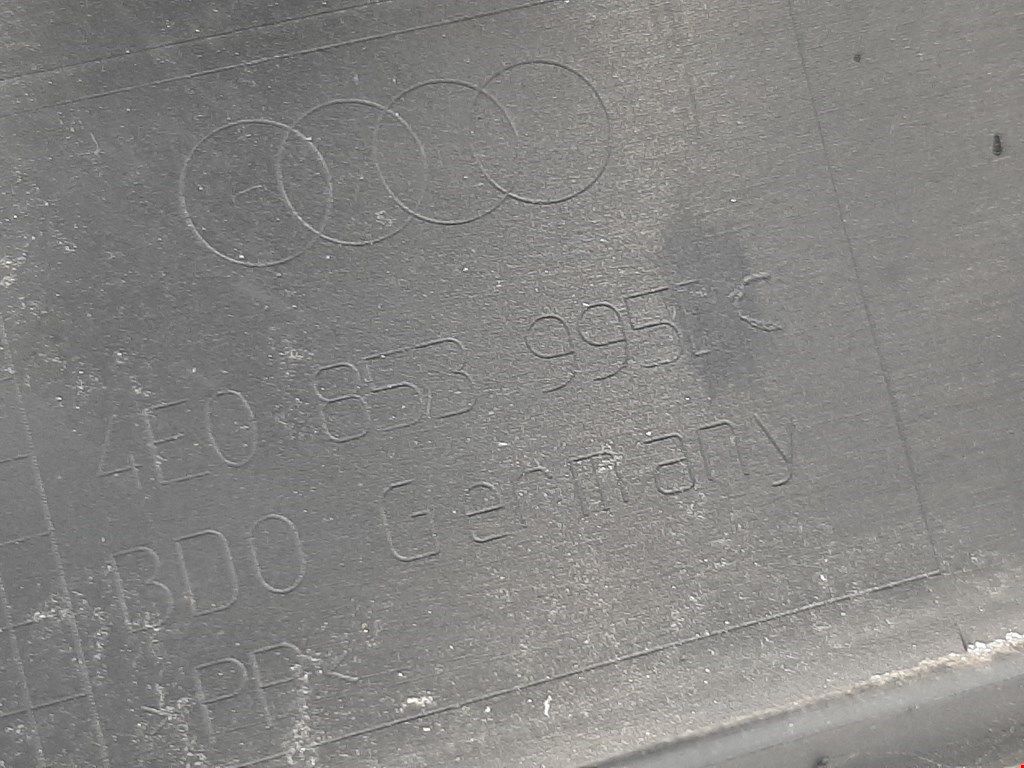 4E0 853 995 C
BDO Germany
>PP<